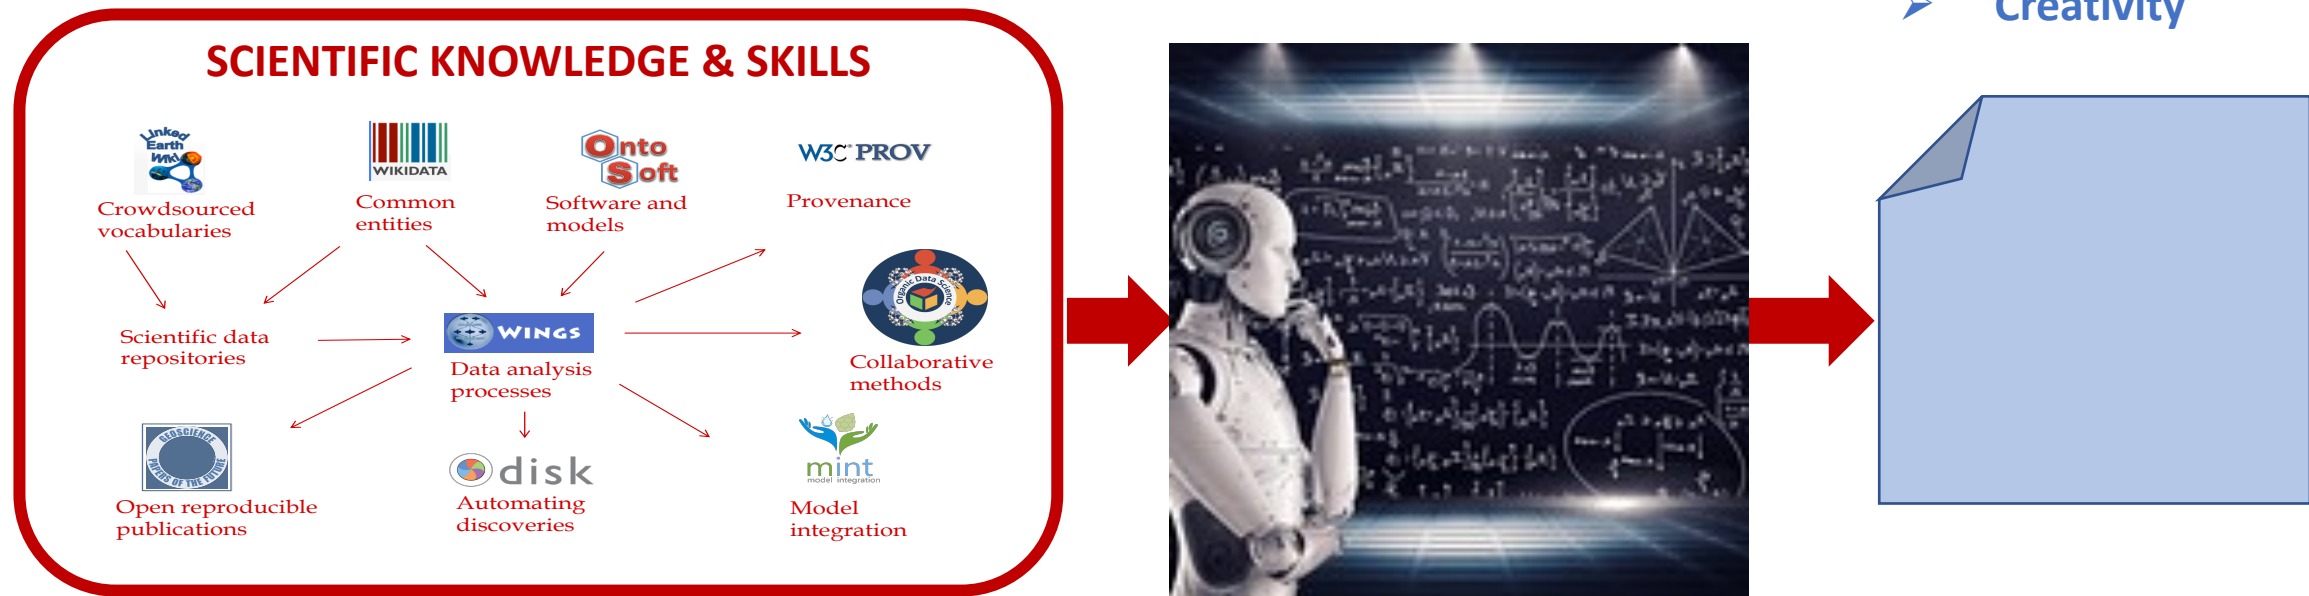 Creativity
SCIENTIFIC KNOWLEDGE & SKILLS
Linked
Earth
Wiki
WIKIDATA
Onto
Soft
W3C PROV
Crowdsourced
vocabularies
Common
entities
Software and
models
Provenance
Organic Data Science
Scientific data
repositories
WINGS
Data analysis
processes
Collaborative
methods
GEOSCIENCE
PAPERS OF THE FUTURE
disk
mint
model integration
Open reproducible
publications
Automating
discoveries
Model
integration